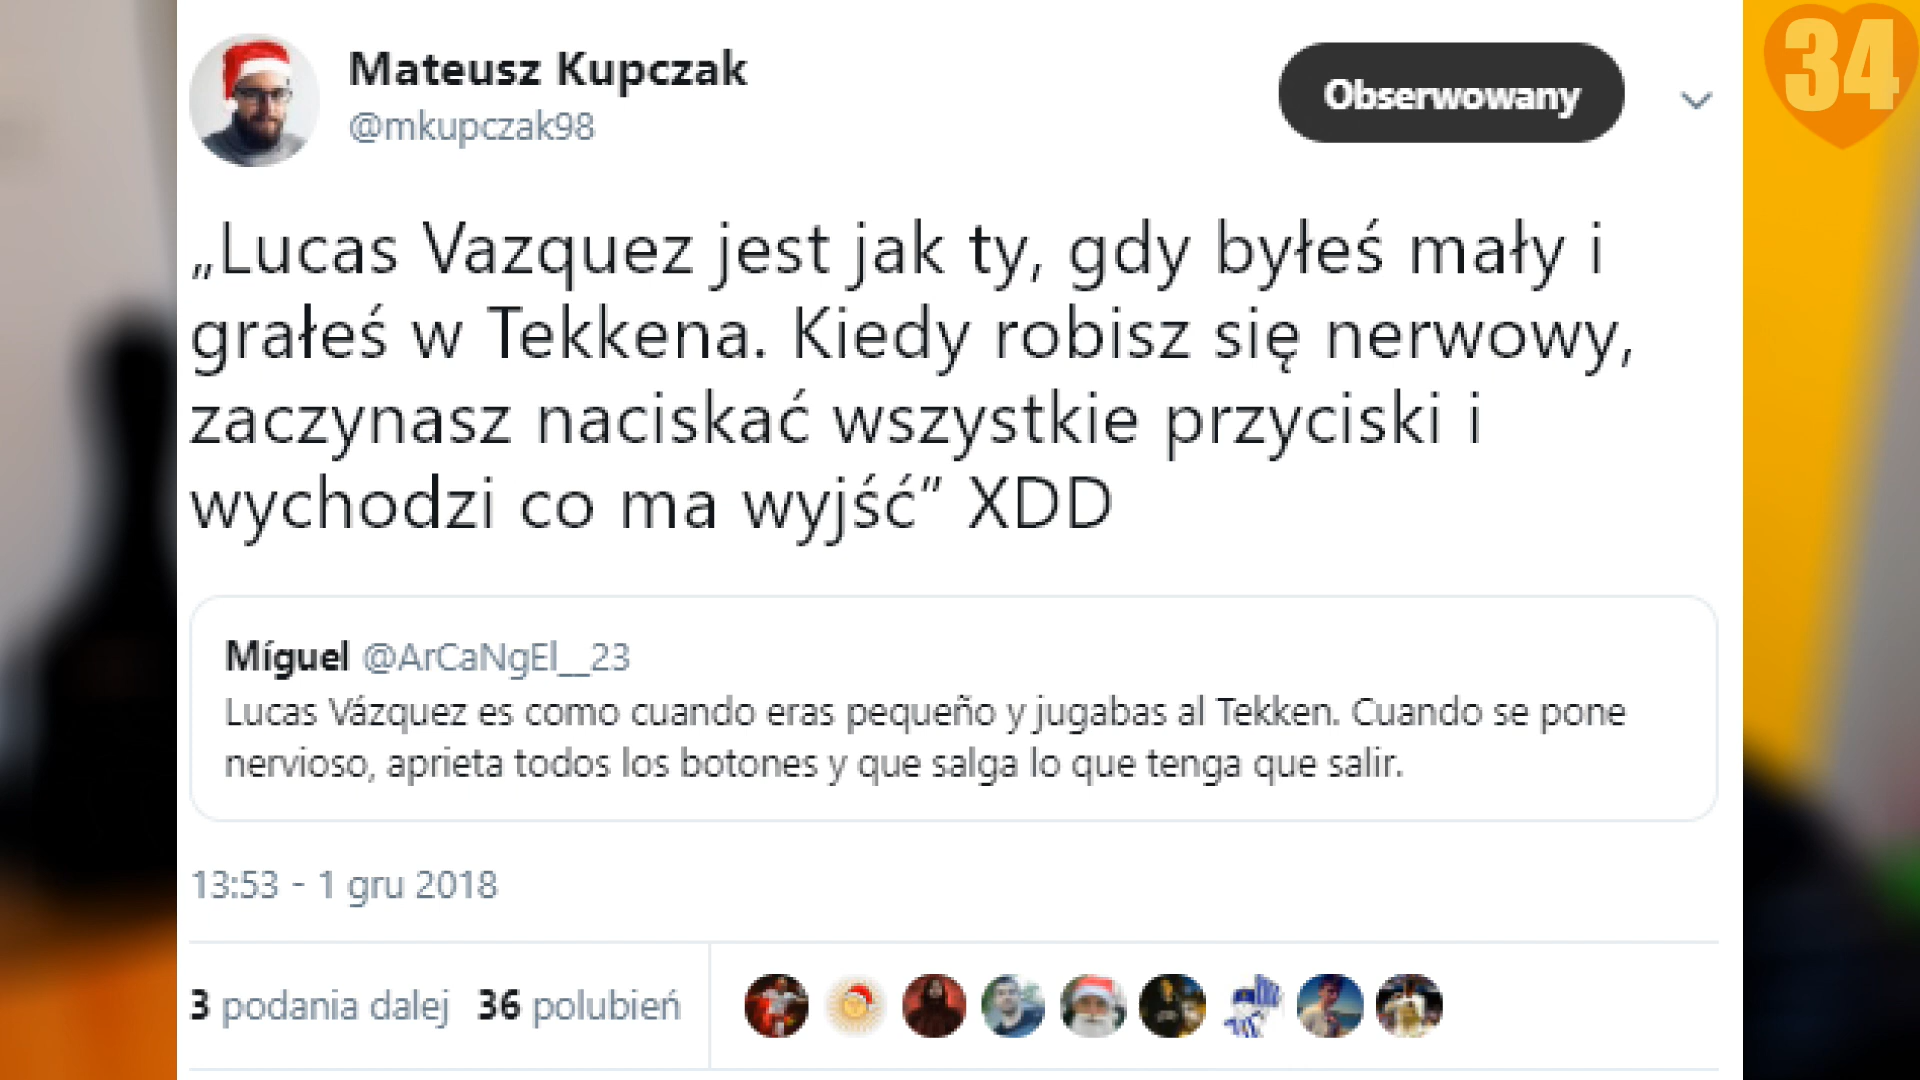 34
Mateusz Kupczak
@mkupczak98
Obserwowany
„Lucas Vazquez jest jak ty, gdy byłeś mały i
grałeś w Tekkena. Kiedy robisz się nerwowy,
zaczynasz naciskać wszystkie przyciski i
wychodzi co ma wyjść” XDD
Míguel @ArCaNgEl__23
Lucas Vázquez es como cuando eras pequeño y jugabas al Tekken. Cuando se pone
nervioso, aprieta todos los botones y que salga lo que tenga que salir.
13:53 - 1 gru 2018
3 podania dalej 36 polubień